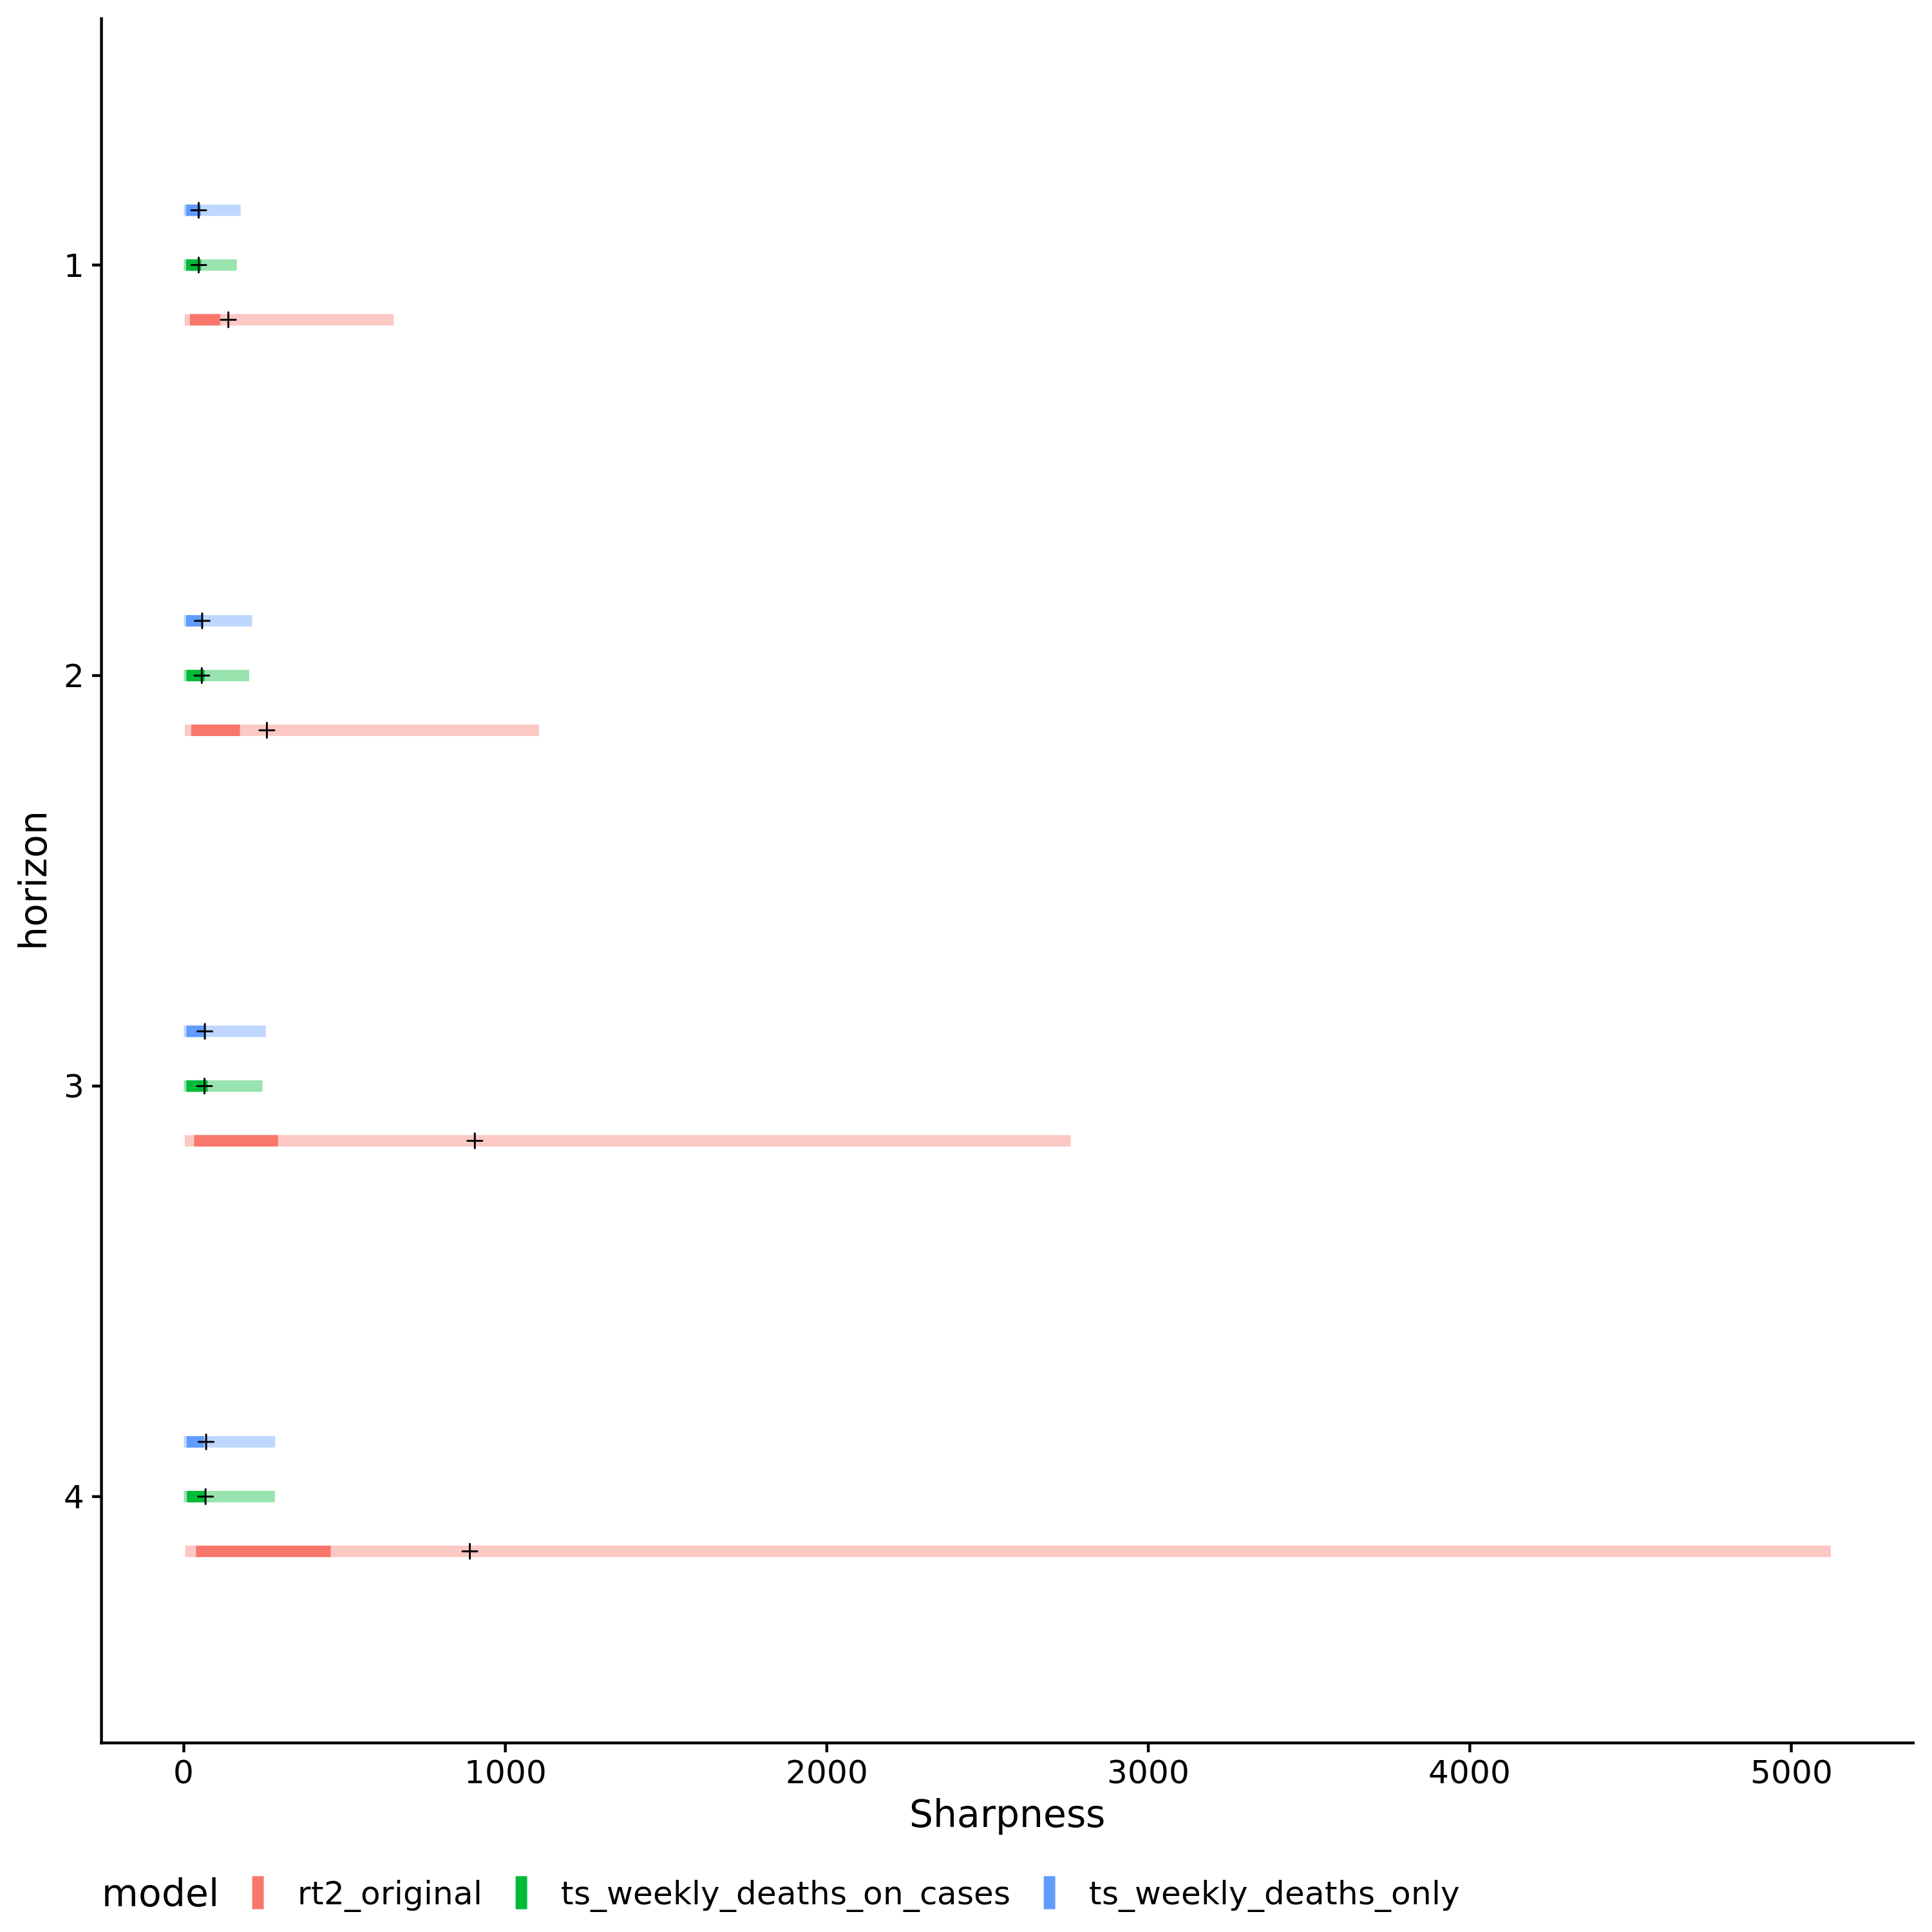 horizon
1
2
3
4
0 1000 2000 3000 4000 5000
Sharpness
model rt2_original ts_weekly_deaths_on_cases ts_weekly_deaths_only